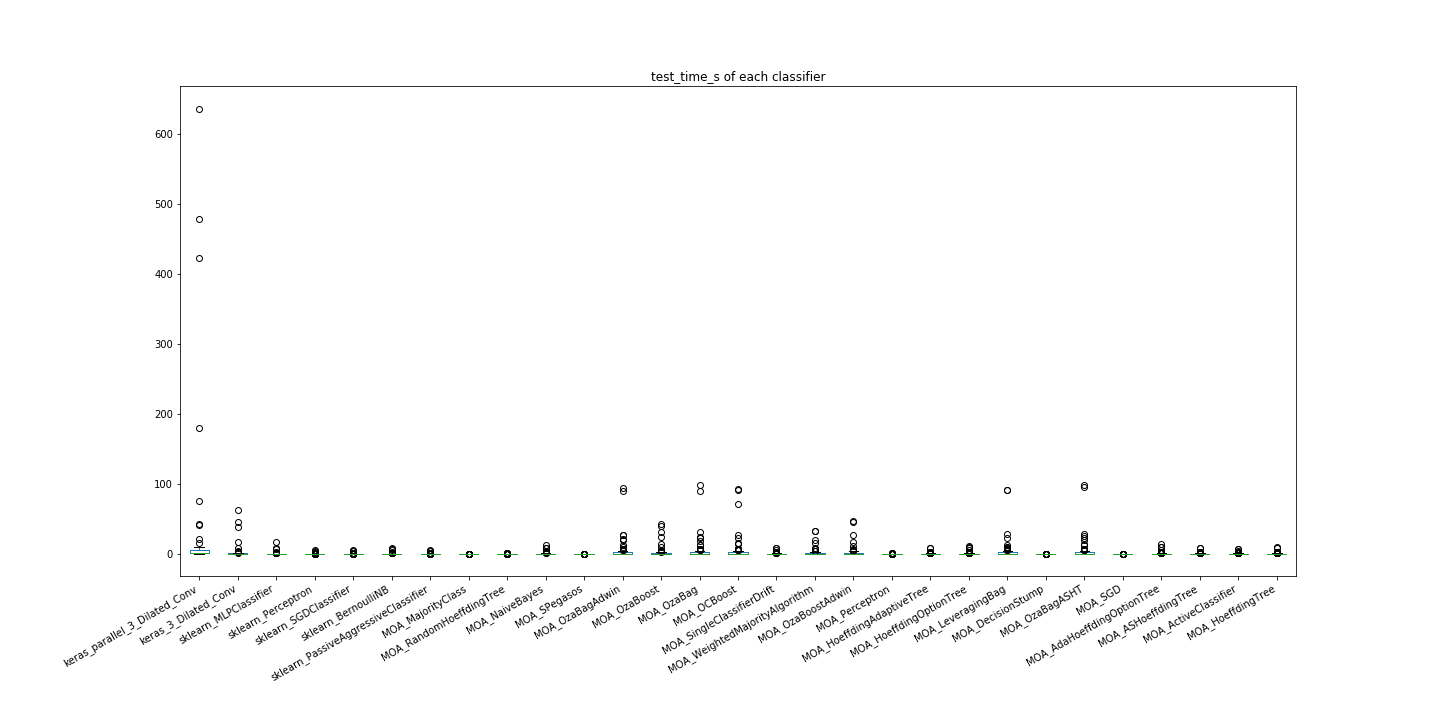 test_time_s of each classifier
600
500
400
300
200
100
0
keras_parallel_3_Dilated_Conv
keras_3_Dilated_Conv
sklearn_MLPClassifier
sklearn_Perceptron
sklearn_SGDClassifier
sklearn_BernoulliNB
sklearn_PassiveAggressiveClassifier
MOA_MajorityClass
MOA_RandomHoeffdingTree
MOA_NaiveBayes
MOA_SPegasos
MOA_OzaBagAdwin
MOA_OzaBoost
MOA_OzaBag
MOA_OCBoost
MOA_SingleClassifierDrift
MOA_WeightedMajorityAlgorithm
MOA_OzaBoostAdwin
MOA_Perceptron
MOA_HoeffdingAdaptiveTree
MOA_HoeffdingOptionTree
MOA_LeveragingBag
MOA_DecisionStump
MOA_OzaBagASHT
MOA_SGD
MOA_AdaHoeffdingOptionTree
MOA_ASHoeffdingTree
MOA_ActiveClassifier
MOA_HoeffdingTree